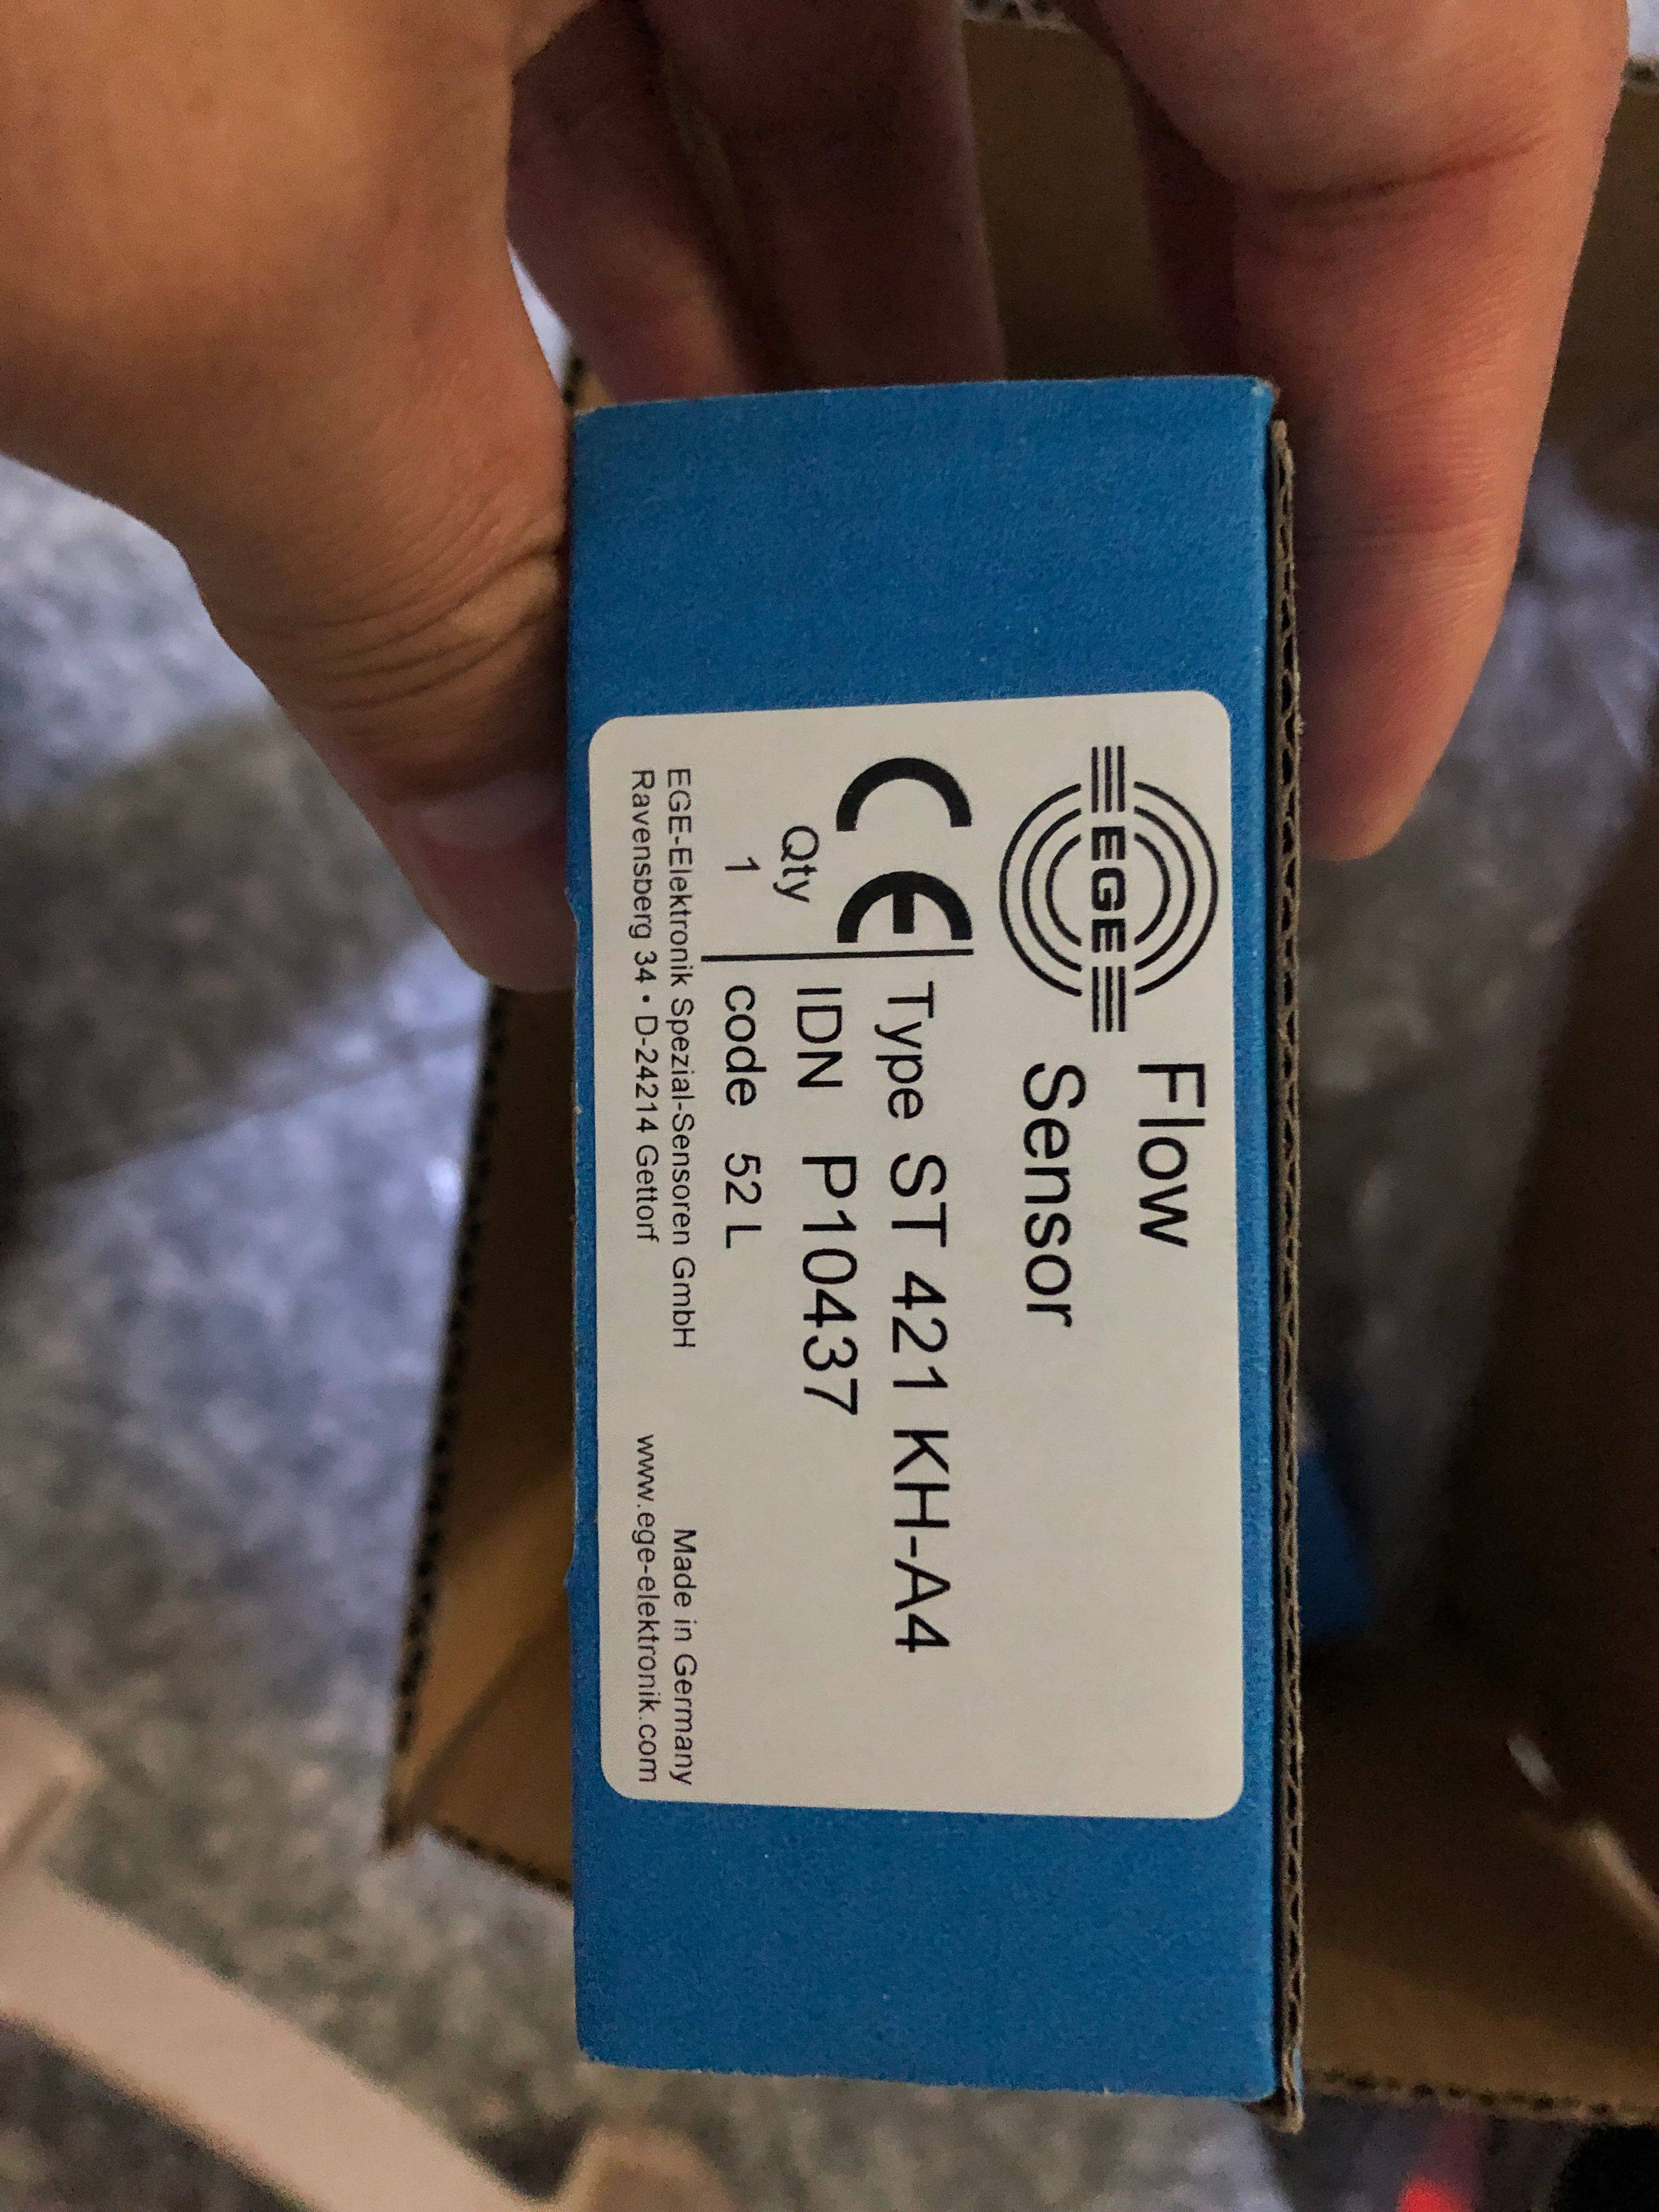 EGE
Flow
Sensor
CE
Type ST 421 KH-A4
Qty
IDN P10437
1
code 52 L
EGE-Elektronik Spezial-Sensoren GmbH
Made in Germany
Ravensberg 34 • D-24214 Gettorf
www.ege-elektronik.com